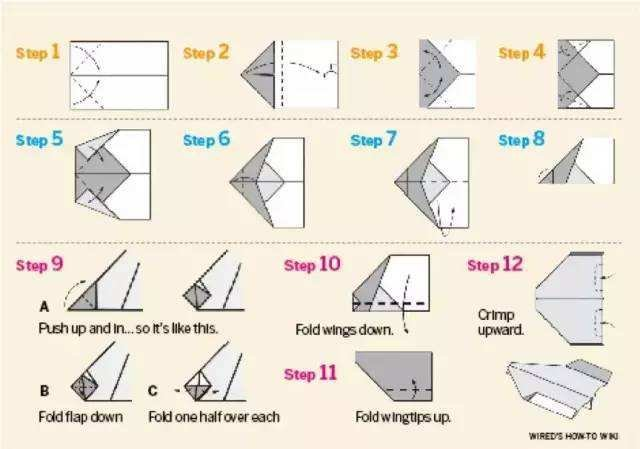 Step 1
Step 2
Step 3
Step 4
Step 5
Step 6
Step 7
Step 8
Step 9
A
Push up and in... so it's like this.
B
Fold flap down
C
Fold one half over each
Step 10
Fold wings down.
Step 11
Fold wingtips up.
Step 12
Crimp
upward.
WIRED'S HOW-TO WIKI